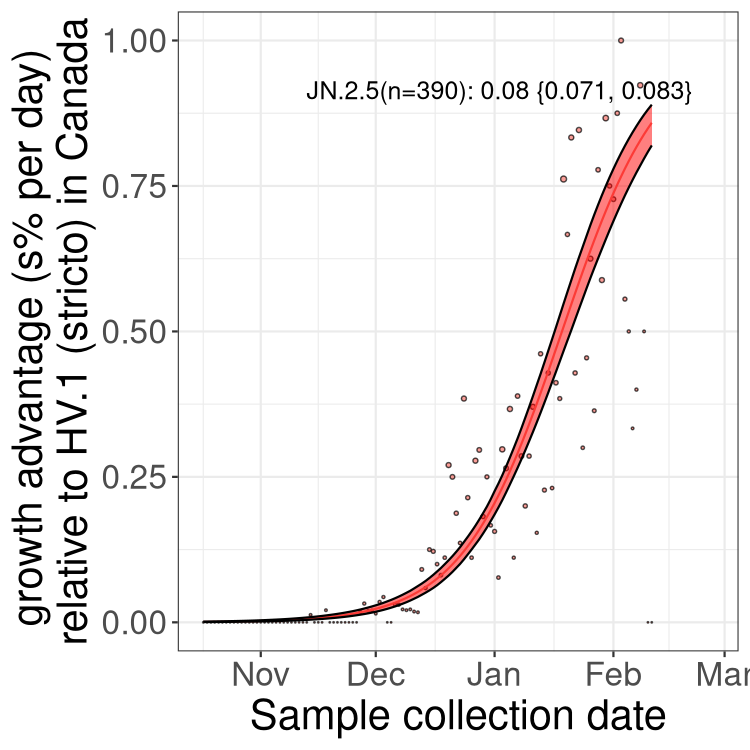 1.00
JN.2.5(n=390): 0.08 {0.071, 0.083}
0.75
0.50
0.25
0.00
growth advantage (s% per day)
relative to HV.1 (stricto) in Canada
Nov Dec Jan Feb Mar
Sample collection date